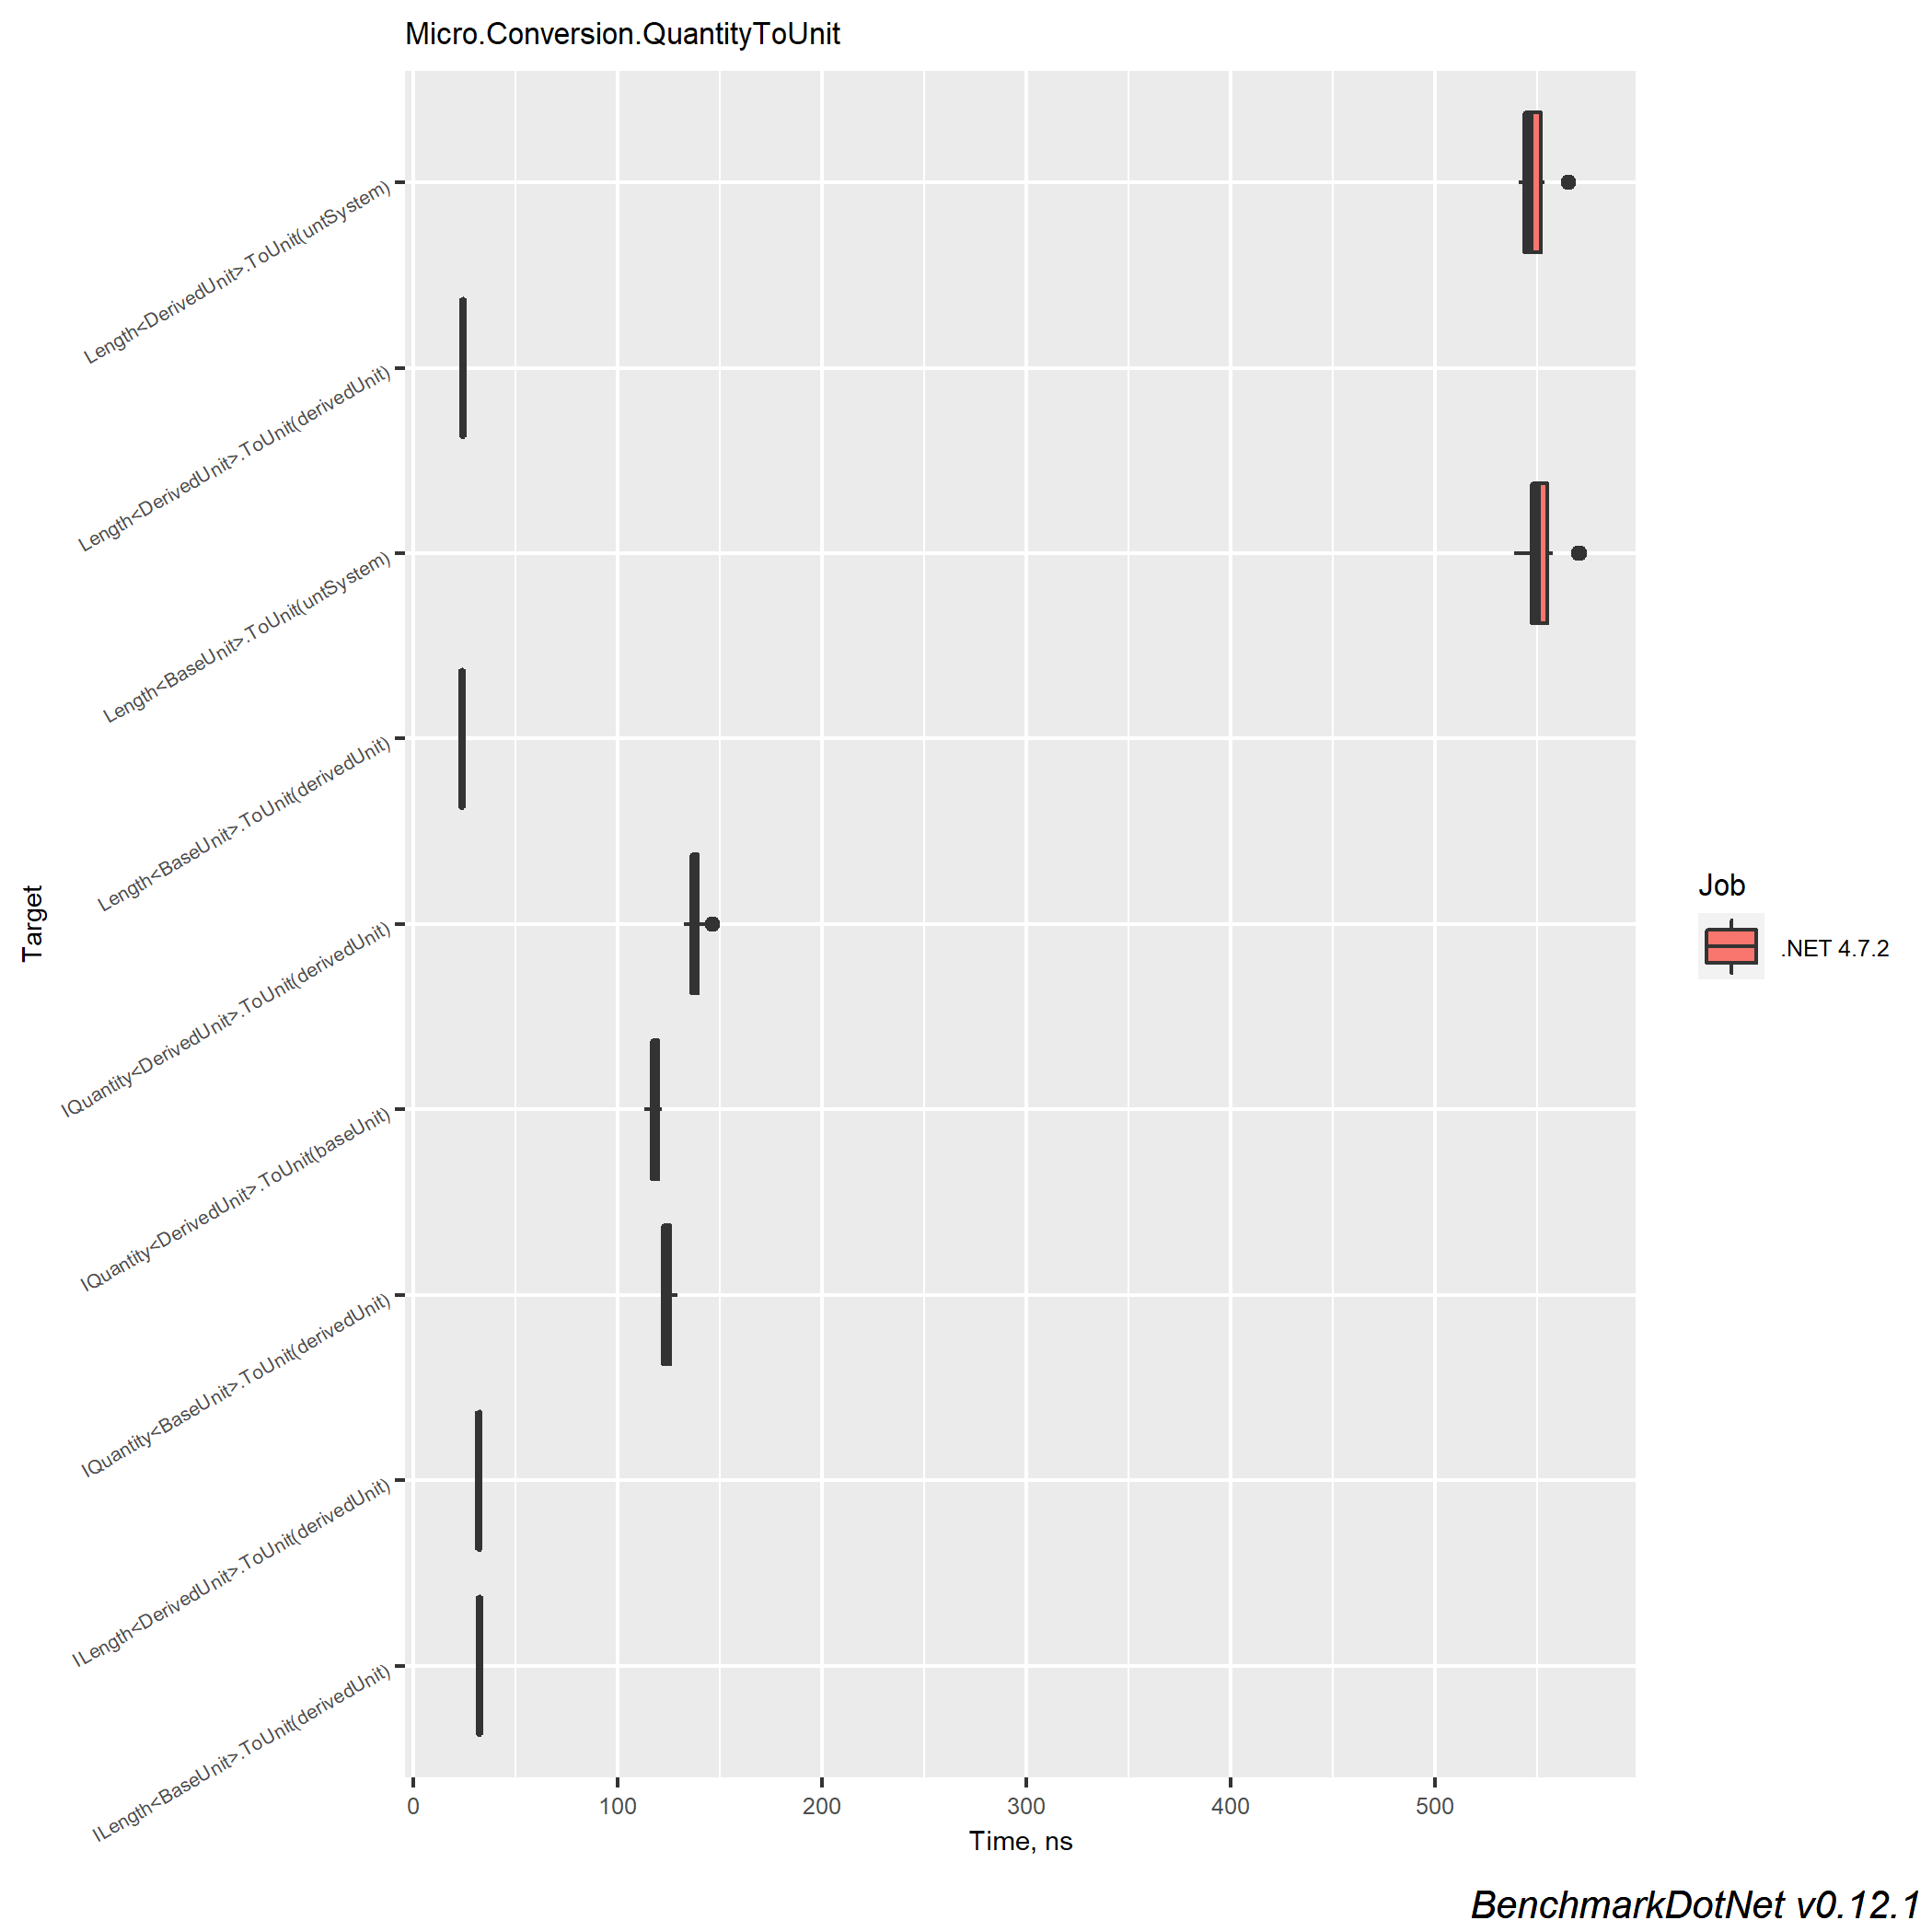 Micro.Conversion.QuantityToUnit
Length<DerivedUnit>.ToUnit(untSystem)
Length<DerivedUnit>.ToUnit(derivedUnit)
Length<BaseUnit>.ToUnit(untSystem)
Length<BaseUnit>.ToUnit(derivedUnit)
IQuantity<DerivedUnit>.ToUnit(derivedUnit)
IQuantity<DerivedUnit>.ToUnit(baseUnit)
IQuantity<BaseUnit>.ToUnit(derivedUnit)
ILength<DerivedUnit>.ToUnit(derivedUnit)
ILength<BaseUnit>.ToUnit(derivedUnit)
Target
0 100 200 300 400 500
Time, ns
Job
.NET 4.7.2
BenchmarkDotNet v0.12.1